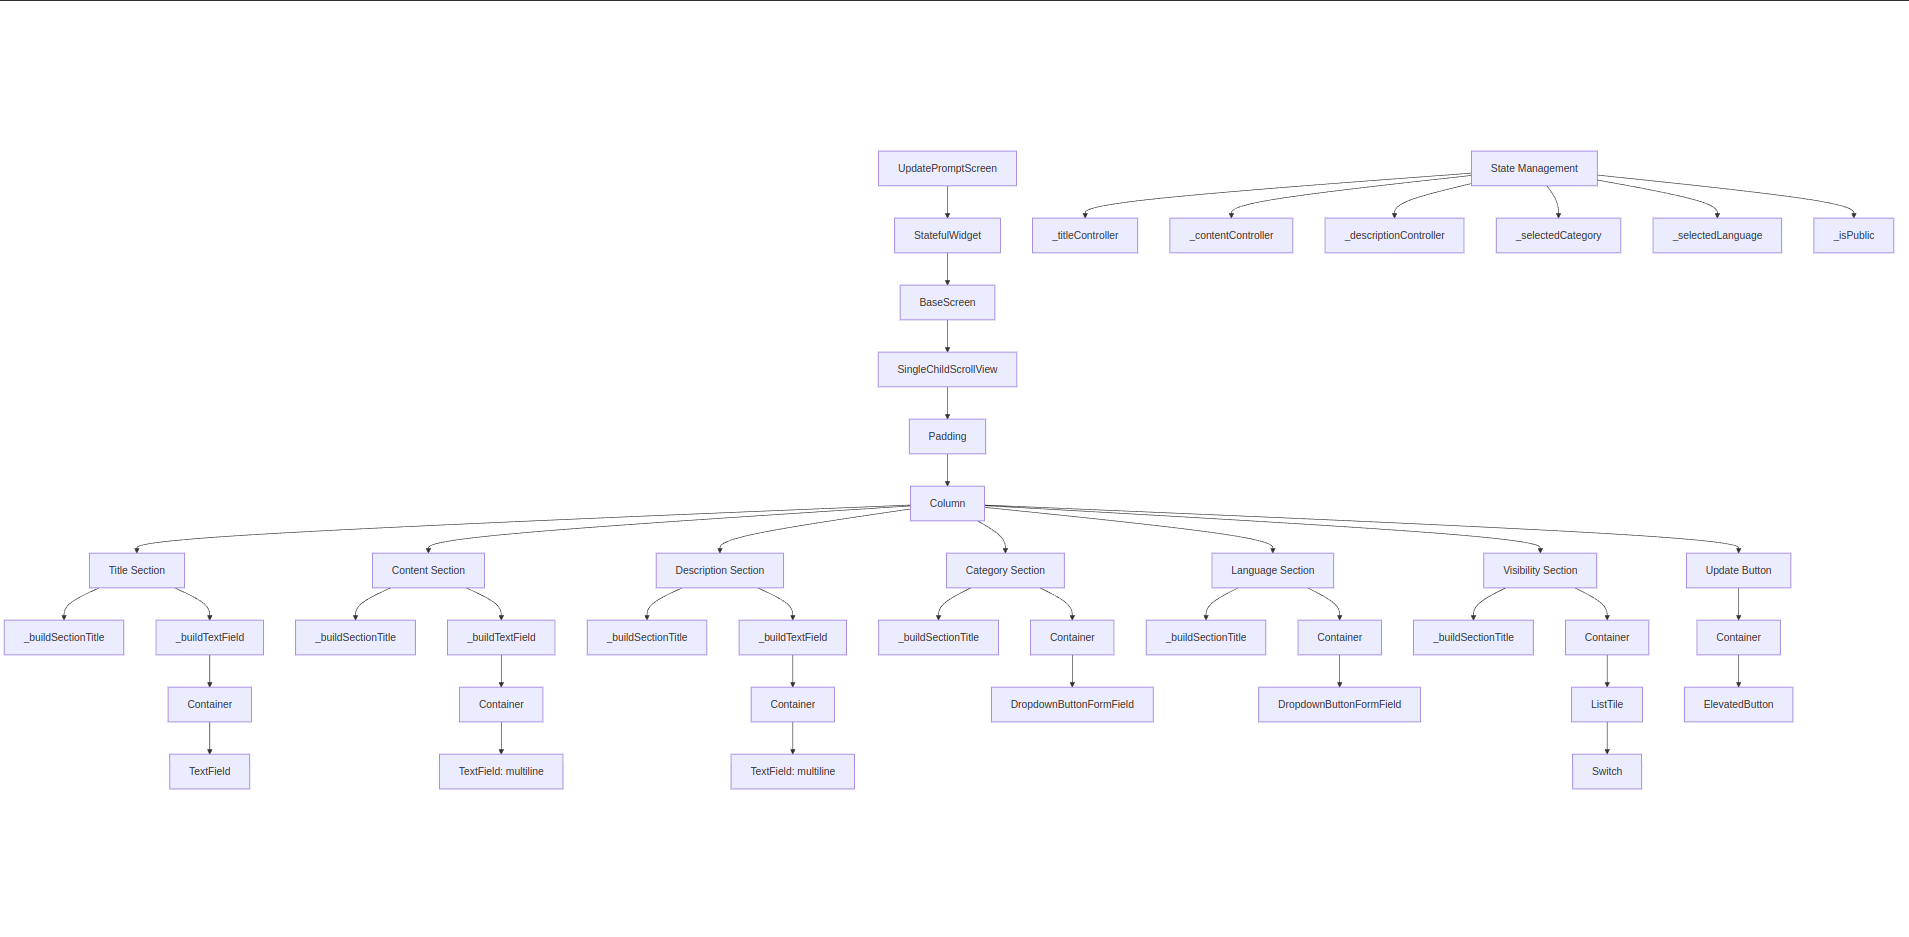 UpdatePromptScreen
State Management
StatefulWidget
_titleController
_contentController
_descriptionController
_selectedCategory
_selectedLanguage
_isPublic
BaseScreen
SingleChildScrollView
Padding
Column
Title Section
Content Section
Description Section
Category Section
Language Section
Visibility Section
Update Button
_buildSectionTitle
_buildTextField
_buildSectionTitle
_buildTextField
_buildSectionTitle
_buildTextField
_buildSectionTitle
Container
_buildSectionTitle
Container
_buildSectionTitle
Container
Container
Container
Container
Container
DropdownButtonFormField
DropdownButtonFormField
ListTile
ElevatedButton
TextField
TextField: multiline
TextField: multiline
Switch